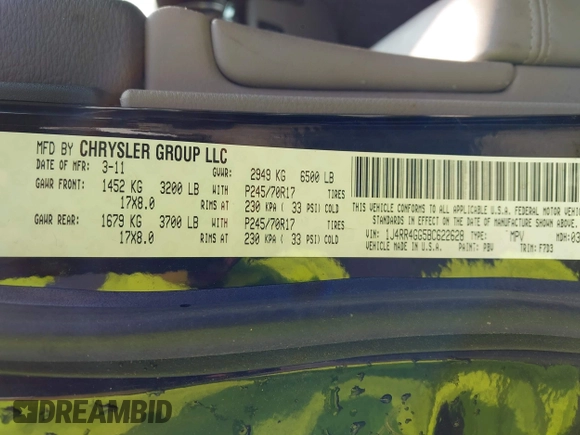 MFD BY CHRYSLER GROUP LLC
DATE OF MFR: 3-11 GVWR: 2949 KG 6500 LB
GAWR FRONT: 1452 KG 3200 LB WITH P245/70R17 TIRES
17X8.0 RIMS AT 230 KPA ( 33 PSI) COLD
GAWR REAR: 1679 KG 3700 LB WITH P245/70R17 TIRES
17X8.0 RIMS AT 230 KPA ( 33 PSI) COLD
CONFORMS TO ALL APPLICABLE U.S.A. FEDERAL MOTOR
STANDARDS IN EFFECT ON THE DATE OF MANUFACTURE SHOWN ABOVE.
VIN: 1J4RR4GG5BC622628 TYPE: MPV MDH: 03
VEHICLE MADE IN U.S.A. PAINT: PBV TRIM: F7D3
DREAMBID